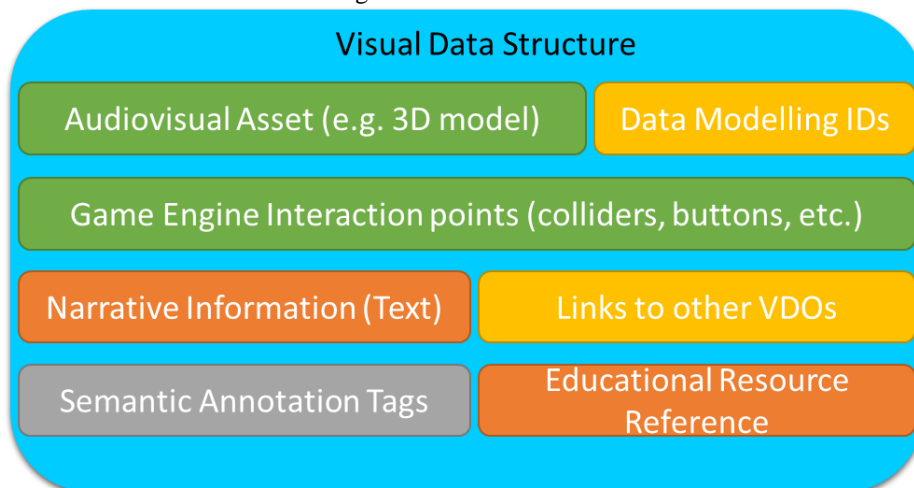 Visual Data Structure
Audiovisual Asset (e.g. 3D model)
Data Modelling IDs
Game Engine Interaction points (colliders, buttons, etc.)
Narrative Information (Text)
Links to other VDOs
Semantic Annotation Tags
Educational Resource
Reference